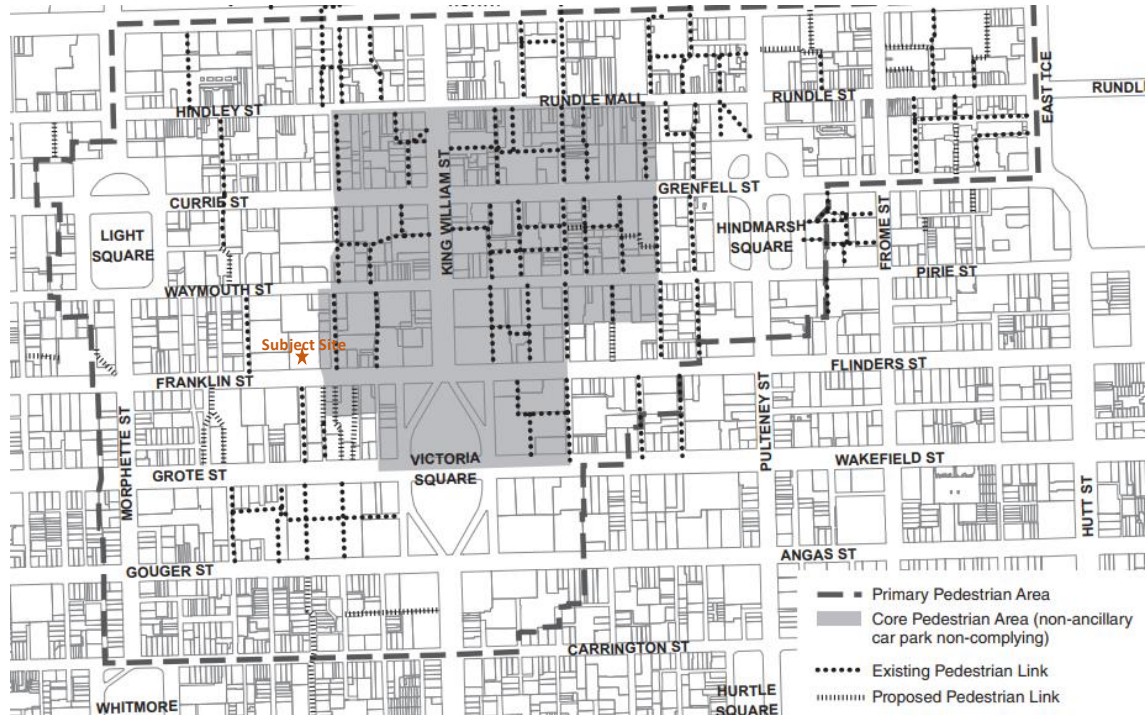 HINDLEY ST
RUNDLE MALL
RUNDLE ST
EAST TCE
RUNDLE
KING WILLIAM ST
CURRIE ST
GRENFELL ST
LIGHT
SQUARE
HINDMARSH
SQUARE
FROME ST
WAYMOUTH ST
PIRIE ST
Subject Site
FRANKLIN ST
FLINDERS ST
MORPHETTE ST
PULTENEY ST
GROTE ST
VICTORIA
SQUARE
WAKEFIELD ST
HUTT ST
GOUGER ST
ANGAS ST
CARRINGTON ST
WHITMORE
HURTLE
SQUARE
Primary Pedestrian Area
Core Pedestrian Area (non-ancillary
car park non-complying)
Existing Pedestrian Link
Proposed Pedestrian Link